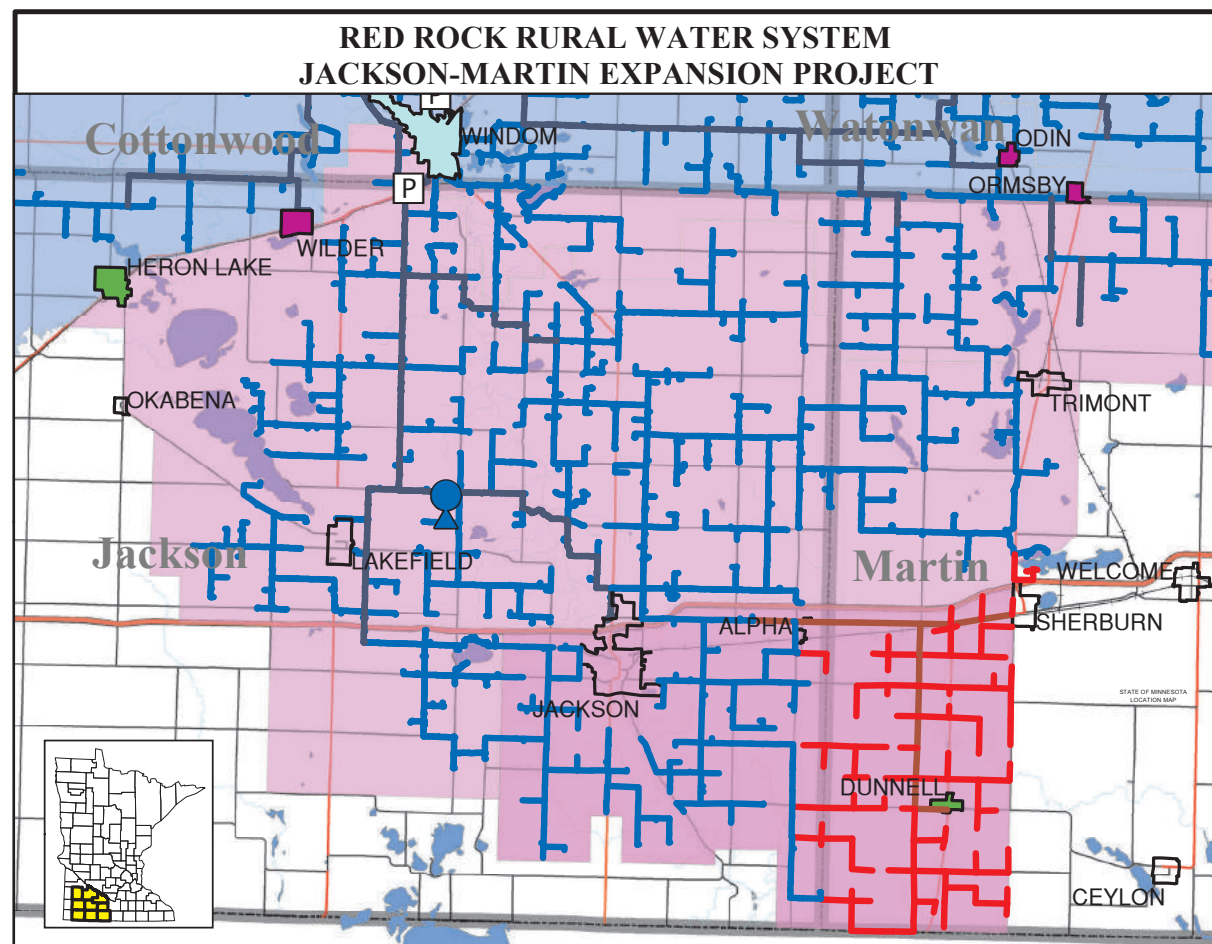 RED ROCK RURAL WATER SYSTEM
JACKSON-MARTIN EXPANSION PROJECT
P
Cottonwood
WINDOM
Watonwan
ODIN
P
ORMSBY
WILDER
HERON LAKE
OKABENA
TRIMONT
Jackson
LAKEFIELD
Martin
WELCOME
ALPHA
SHERBURN
JACKSON
STATE OF MINNESOTA
LOCATION MAP
DUNNELL
CEYLON